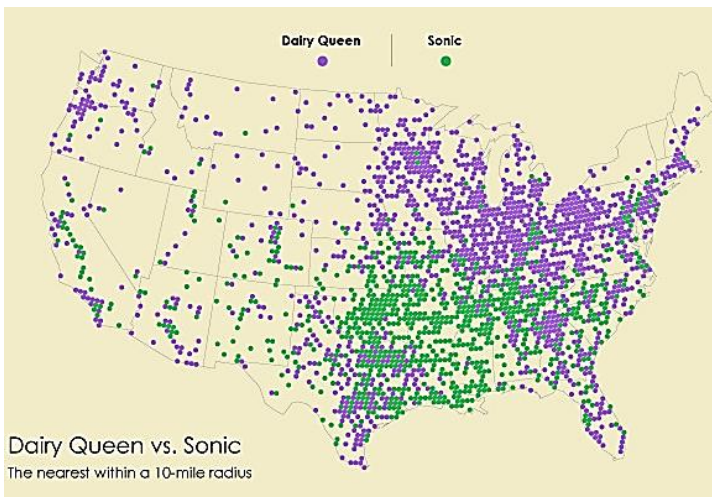 Dairy Queen
Sonic
Dairy Queen vs. Sonic
The nearest within a 10-mile radius